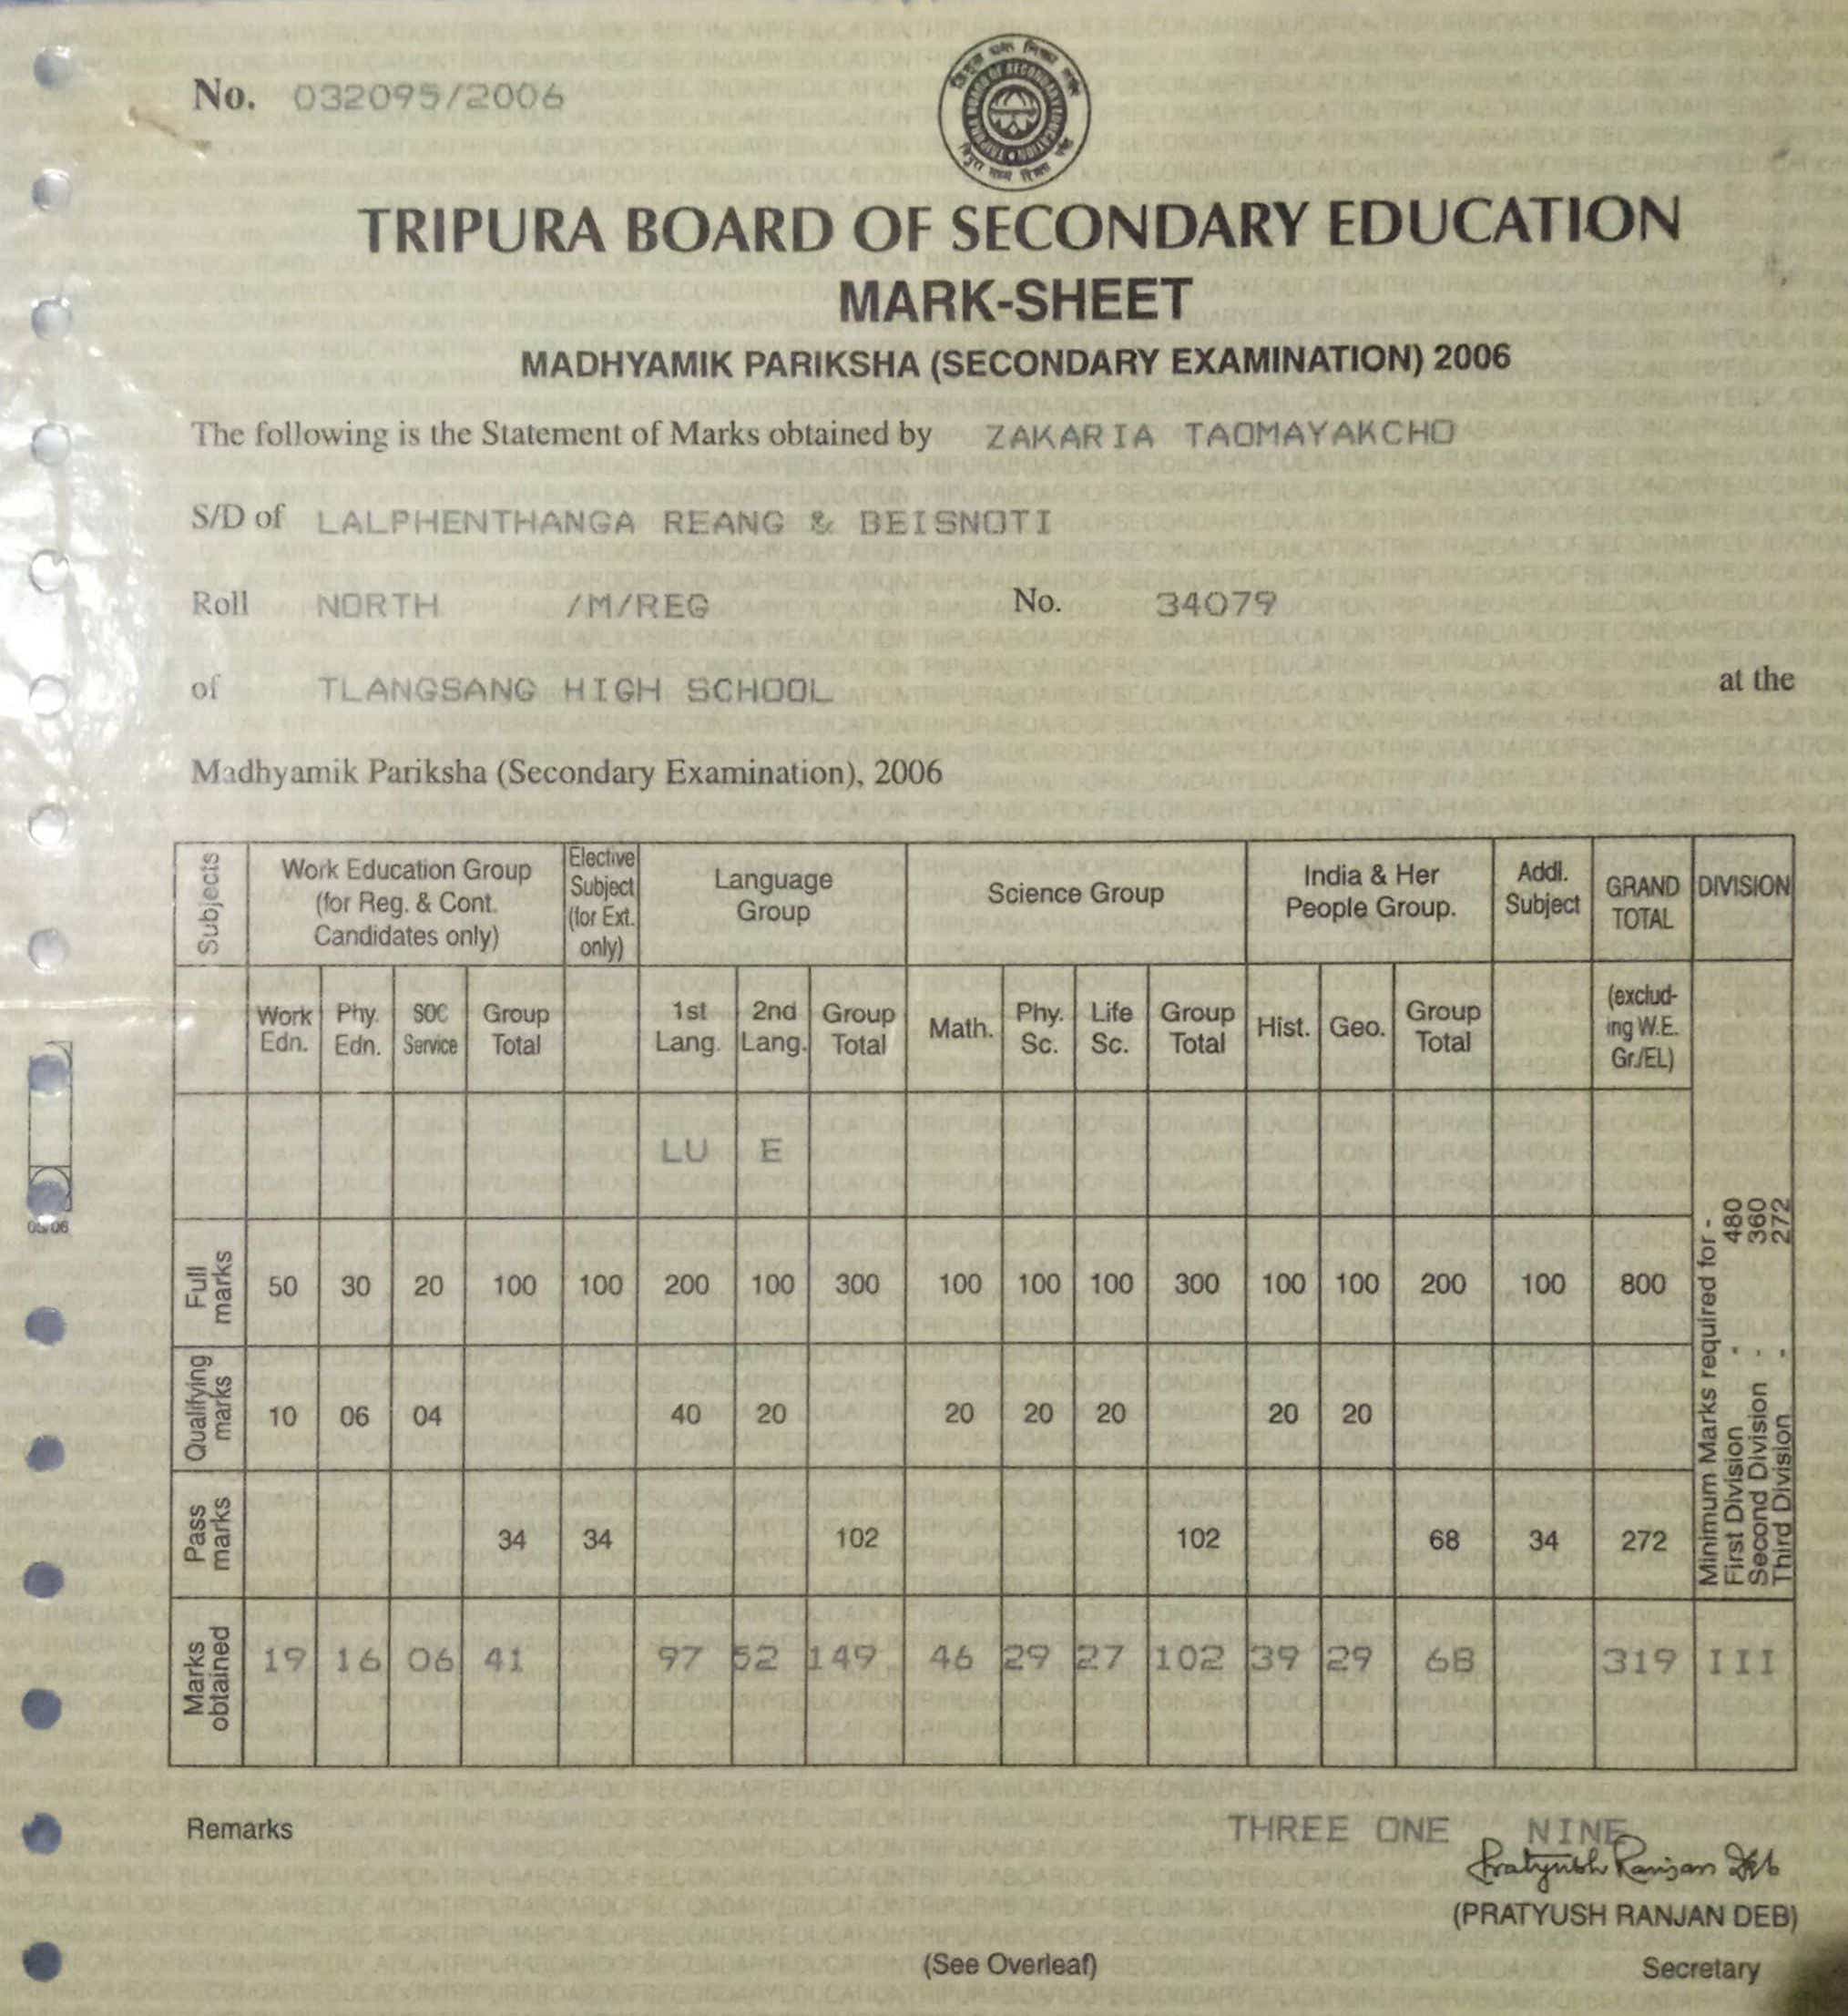 No. 032095/2006
TRIPURA BOARD OF SECONDARY EDUCATION
TRIPURA BOARD OF SECONDARY EDUCATION
MARK-SHEET
MADHYAMIK PARIKSHA (SECONDARY EXAMINATION) 2006
The following is the Statement of Marks obtained by ZAKARIA TAOMAYAKCHO
S/D of LALPHENTHANGA REANG & BEISNOTI
Roll NORTH /M/REG No. 34079
of TLANGSANG HIGH SCHOOL at the
Madhyamik Pariksha (Secondary Examination), 2006
Subjects
Work Education Group
(for Reg. & Cont.
Candidates only)
Elective
Subject
(for Ext.
only)
Language
Group
Science Group
India & Her
People Group.
Addl.
Subject
GRAND
TOTAL
DIVISION
Work
Edn.
Phy.
Edn.
SOC
Service
Group
Total
1st
Lang.
2nd
Lang.
Group
Total
Math.
Phy.
Sc.
Life
Sc.
Group
Total
Hist.
Geo.
Group
Total
(exclud-
ing W.E.
Gr./EL)
LU E
Full
marks
50 30 20 100 100 200 100 300 100 100 100 300 100 100 200 100 800
Qualifying
marks
10 06 04 40 20 20 20 20 20 20
Pass
marks
34 34 102 102 68 34 272
Minimum Marks required for -
First Division - 480
Second Division - 360
Third Division - 272
Marks
obtained
19 16 06 41 97 52 149 46 29 27 102 39 29 68 319 III
Remarks THREE ONE NINE
Pratyush Ranjan Deb
(PRATYUSH RANJAN DEB)
(See Overleaf) Secretary